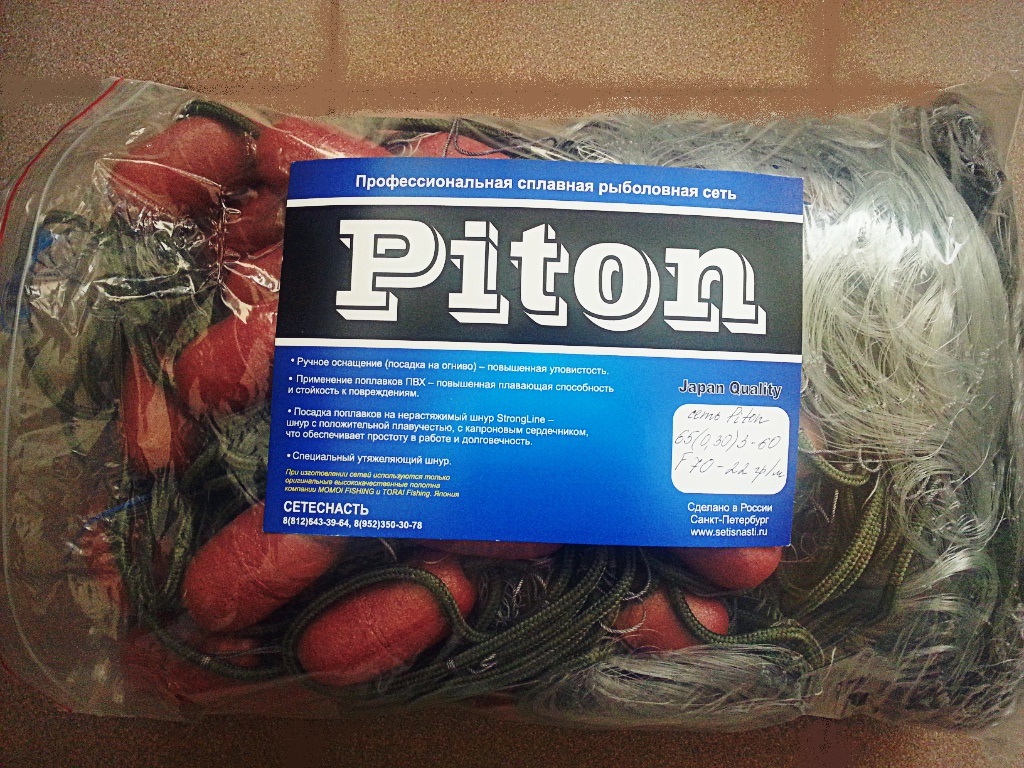 Профессиональная сплавная рыболовная сеть
Piton
• Ручное оснащение (посадка на огниво) – повышенная уловистость.
• Применение поплавков ПВХ – повышенная плавающая способность
и стойкость к повреждениям.
• Посадка поплавков на нерастяжимый шнур StrongLine –
шнур с положительной плавучестью, с капроновым сердечником,
что обеспечивает простоту в работе и долговечность.
• Специальный утяжеляющий шнур.
При изготовлении сетей используются только
оригинальные высококачественные полотна
компании MOMOI FISHING и TORAI Fishing. Япония
СЕТЕСНАСТЬ
8(812)643-39-64, 8(952)350-30-78
Japan Quality
сеть Piton
65(0,30)3-60
F70-22 гр/м
Сделано в России
Санкт-Петербург
www.setisnasti.ru